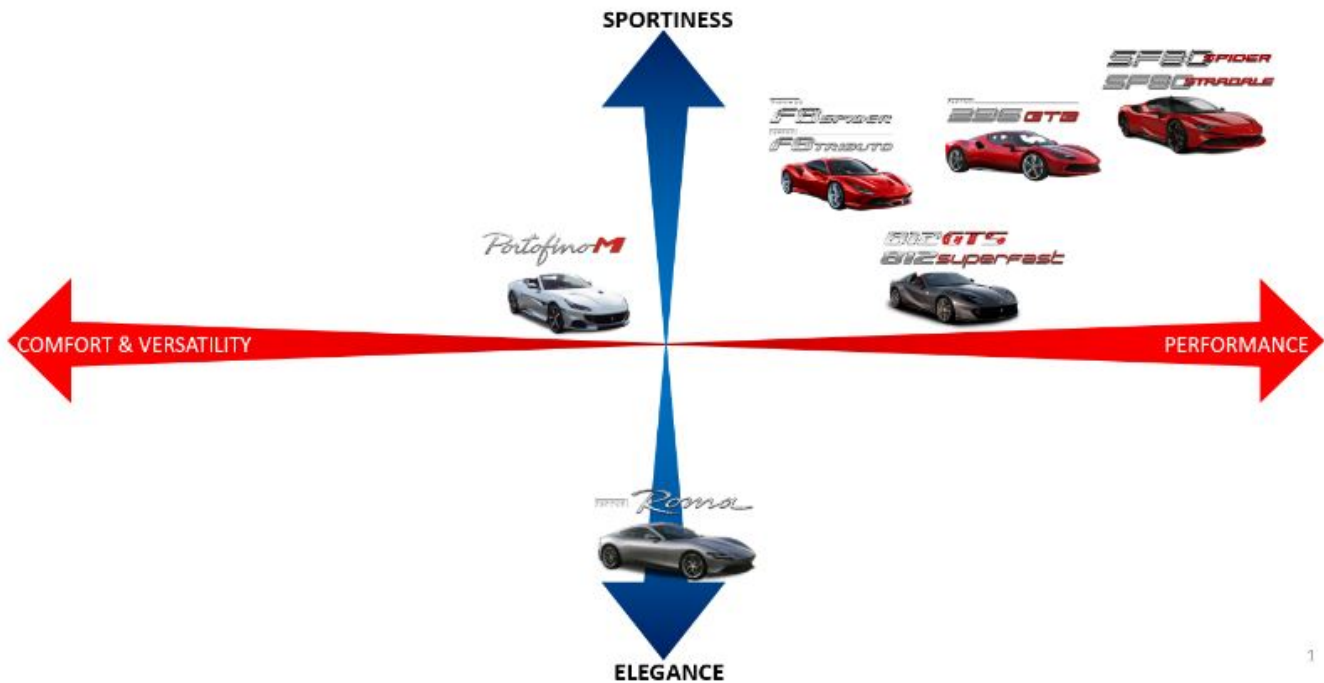 SPORTINESS
SF90 SPIDER
SF90 STRADALE
F8 SPIDER
F8 TRIBUTO
296 GTB
Portofino M
812 GTS
812 superfast
COMFORT & VERSATILITY
PERFORMANCE
Roma
ELEGANCE
1